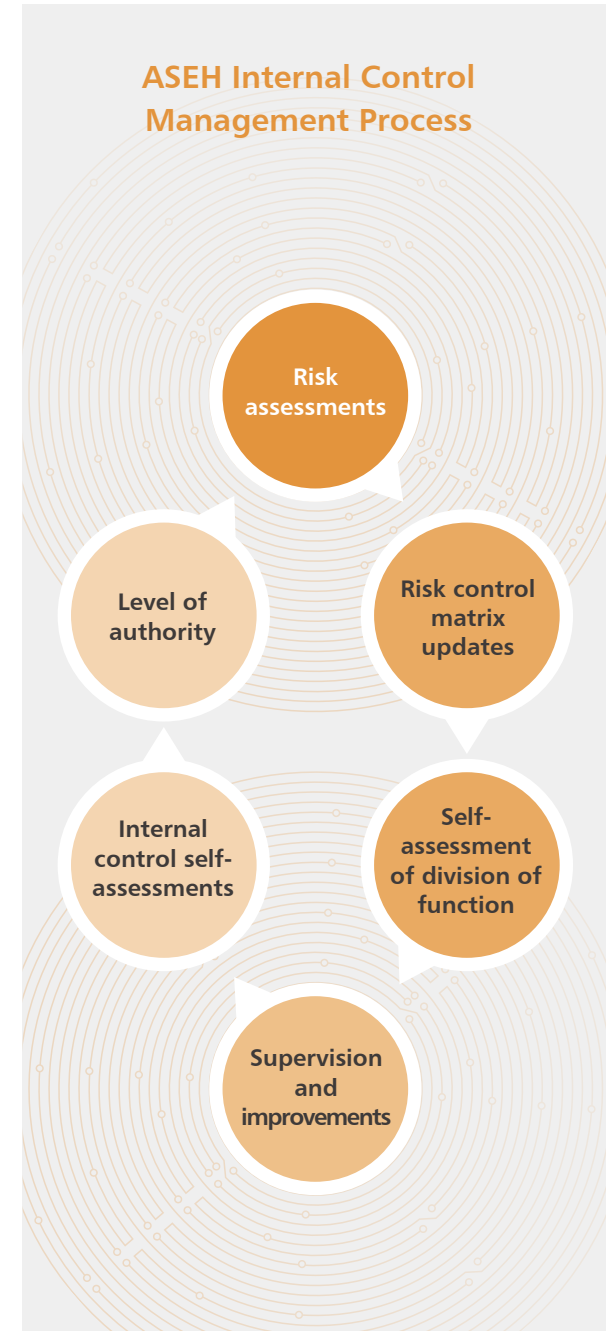 ASEH Internal Control
Management Process
Risk
assessments
Level of
authority
Risk control
matrix
updates
Internal
control self-
assessments
Self-
assessment
of division of
function
Supervision
and
improvements